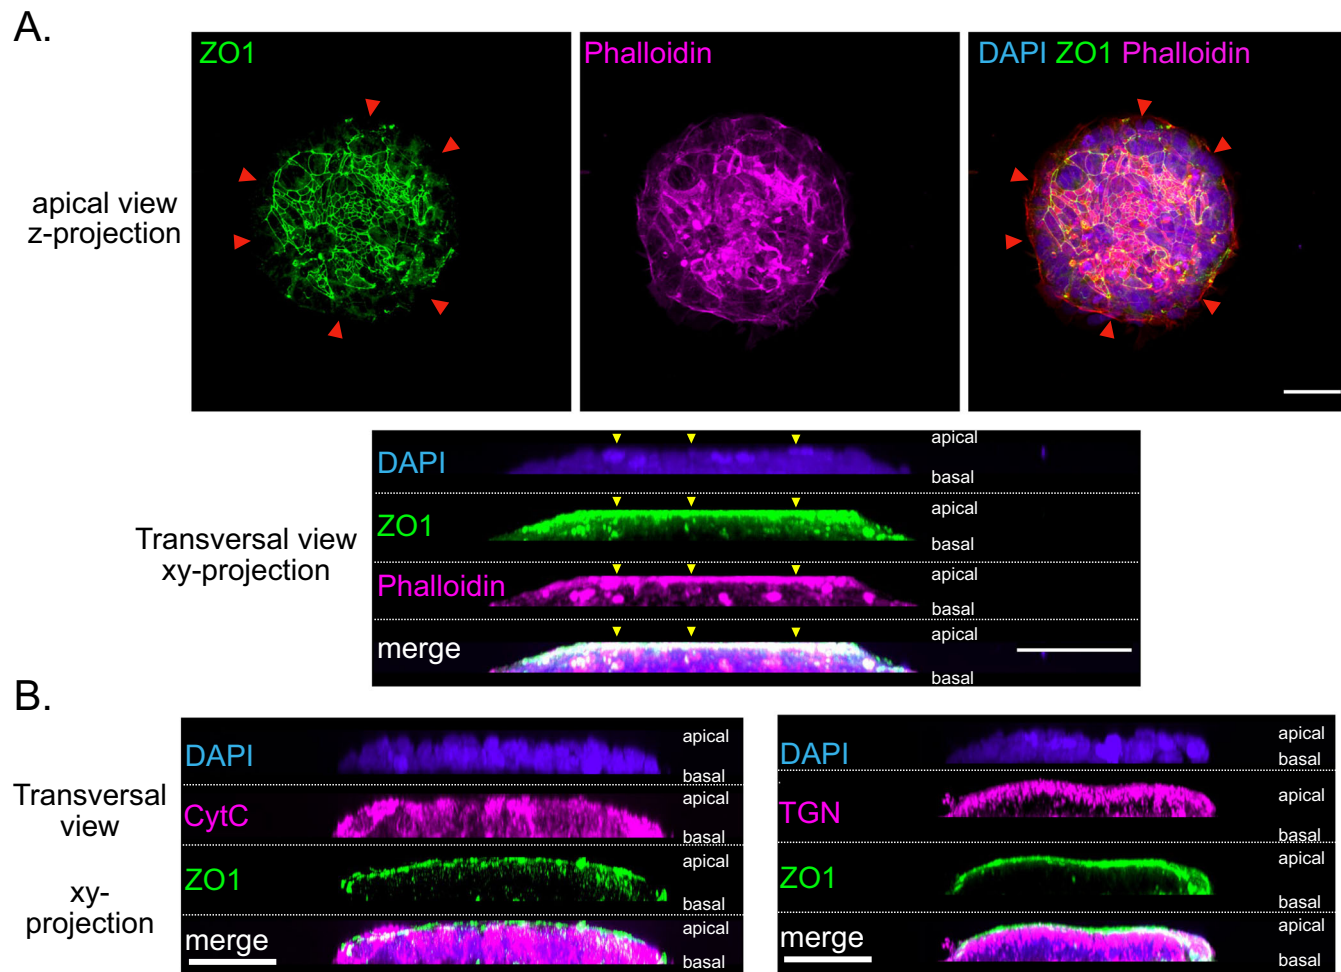 A.
ZO1
Phalloidin
DAPI ZO1 Phalloidin
apical view
z-projection
Transversal view
xy-projection
DAPI
apical
basal
ZO1
apical
basal
Phalloidin
apical
basal
merge
apical
basal
B.
Transversal
view
xy-
projection
DAPI
apical
basal
CytC
apical
basal
ZO1
apical
basal
merge
apical
basal
DAPI
apical
basal
TGN
apical
basal
ZO1
apical
basal
merge
apical
basal